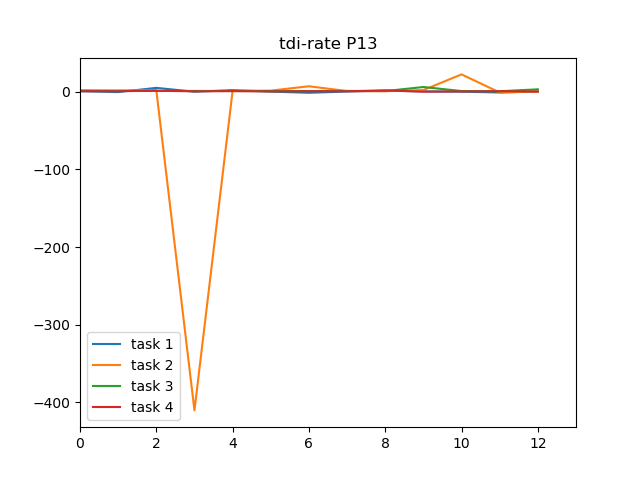 tdi-rate P13
0
−100
−200
−300
−400
task 1
task 2
task 3
task 4
0 2 4 6 8 10 12